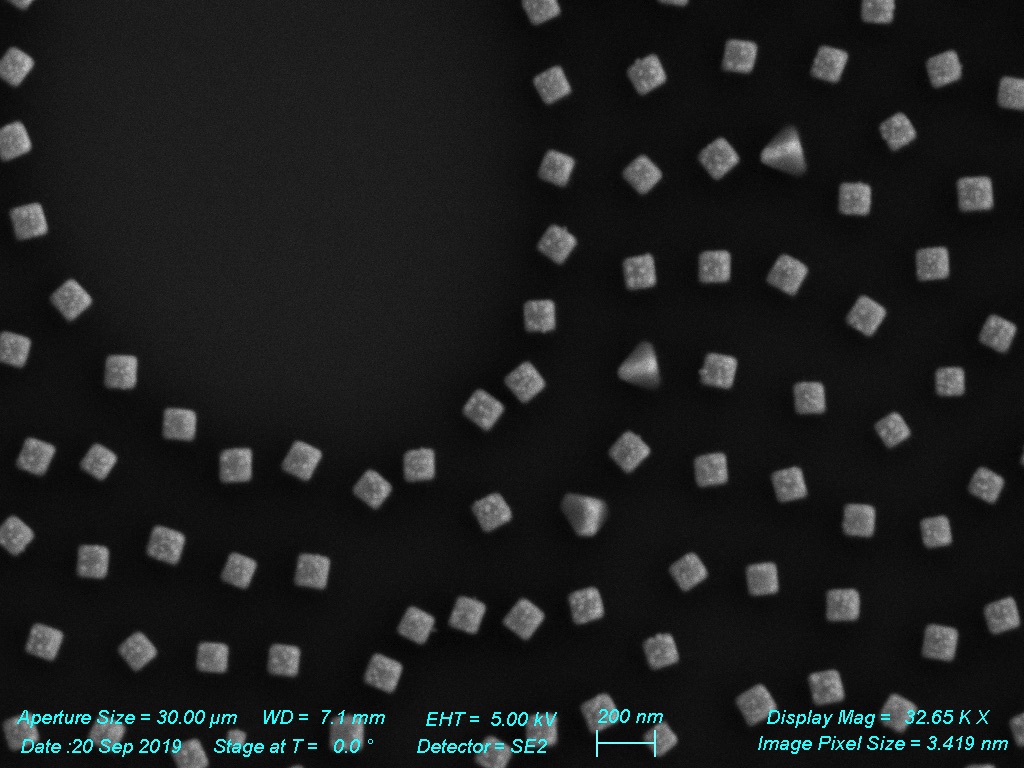 Aperture Size = 30.00 µm WD = 7.1 mm EHT = 5.00 kV 200 nm Display Mag = 32.65 K X
Date :20 Sep 2019 Stage at T = 0.0 ° Detector = SE2 Image Pixel Size = 3.419 nm